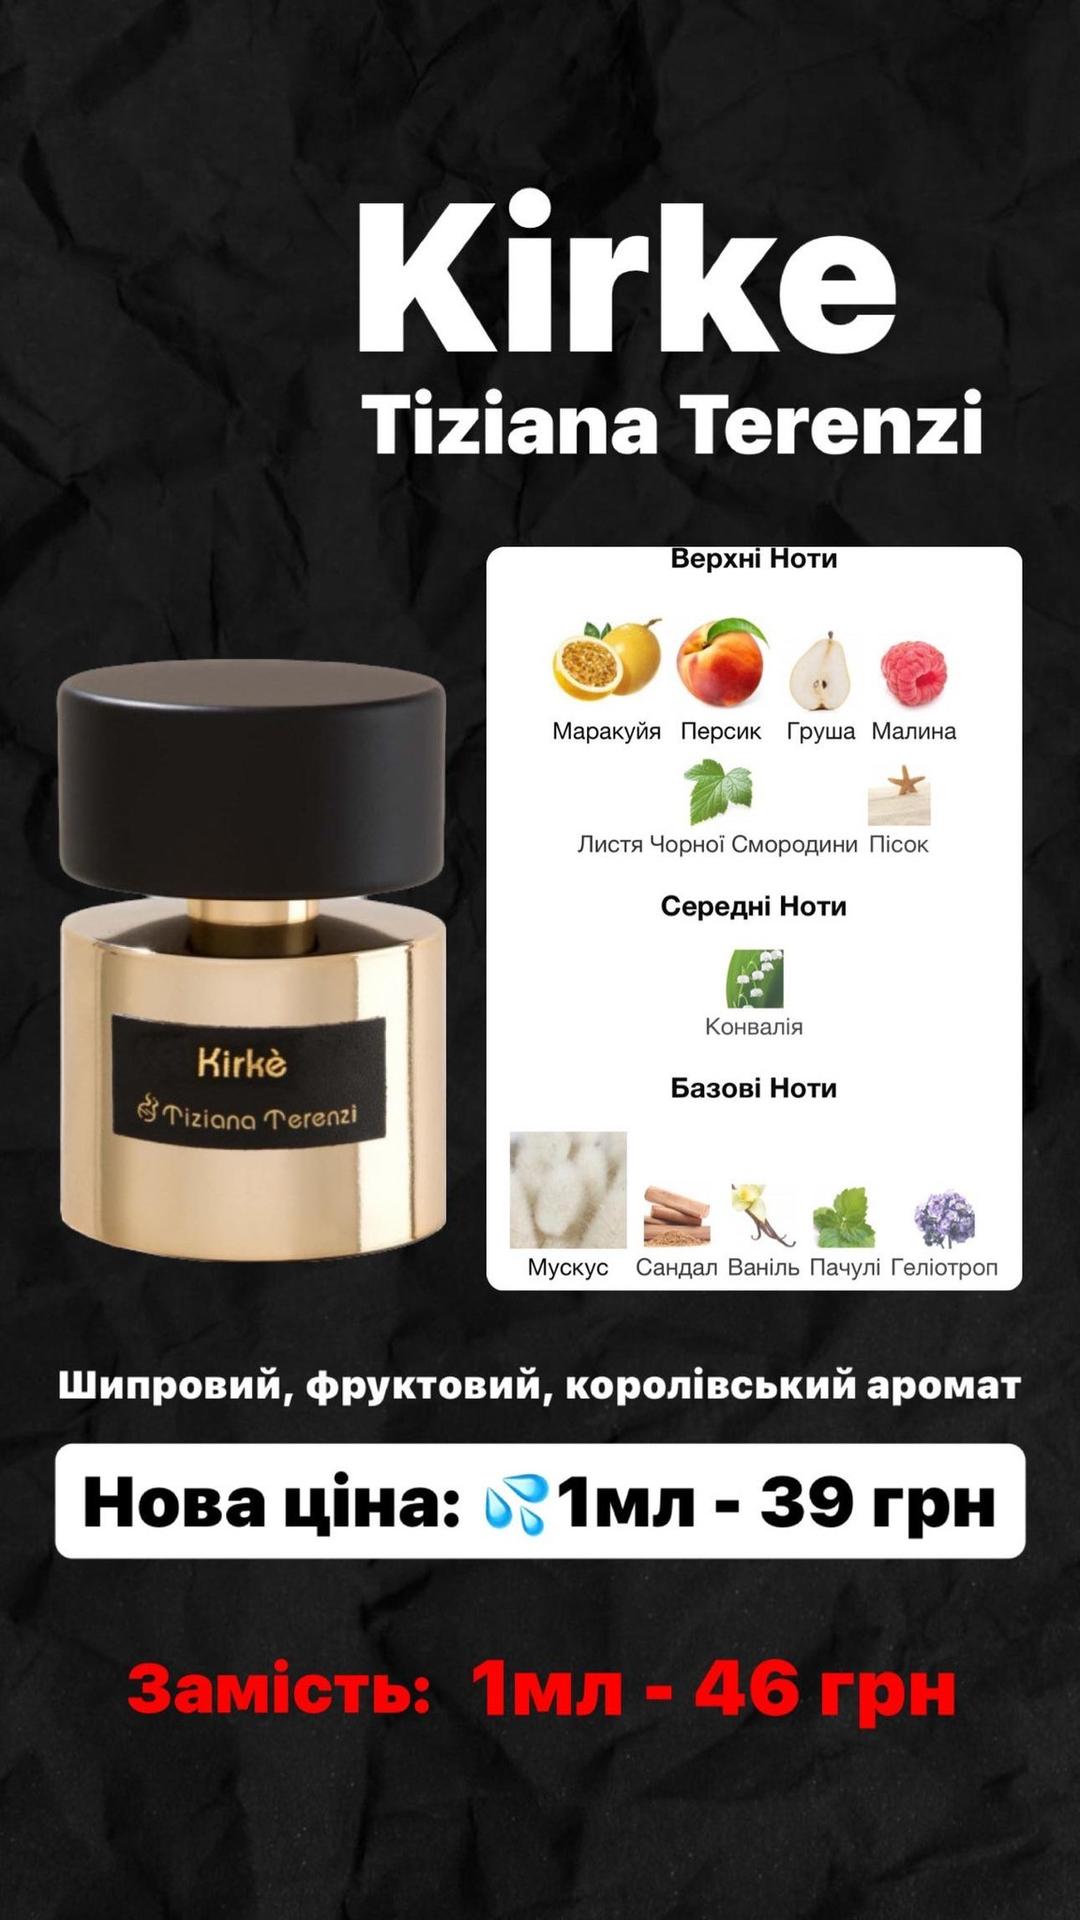 Kirke
Tiziana Terenzi
Верхні Ноти
Маракуйя Персик Груша Малина
Листя Чорної Смородини Пісок
Середні Ноти
Конвалія
Базові Ноти
Мускус Сандал Ваніль Пачулі Геліотроп
Kirkè
Tiziana Terenzi
Шипровий, фруктовий, королівський аромат
Нова ціна: 💦1мл - 39 грн
Замість: 1мл - 46 грн